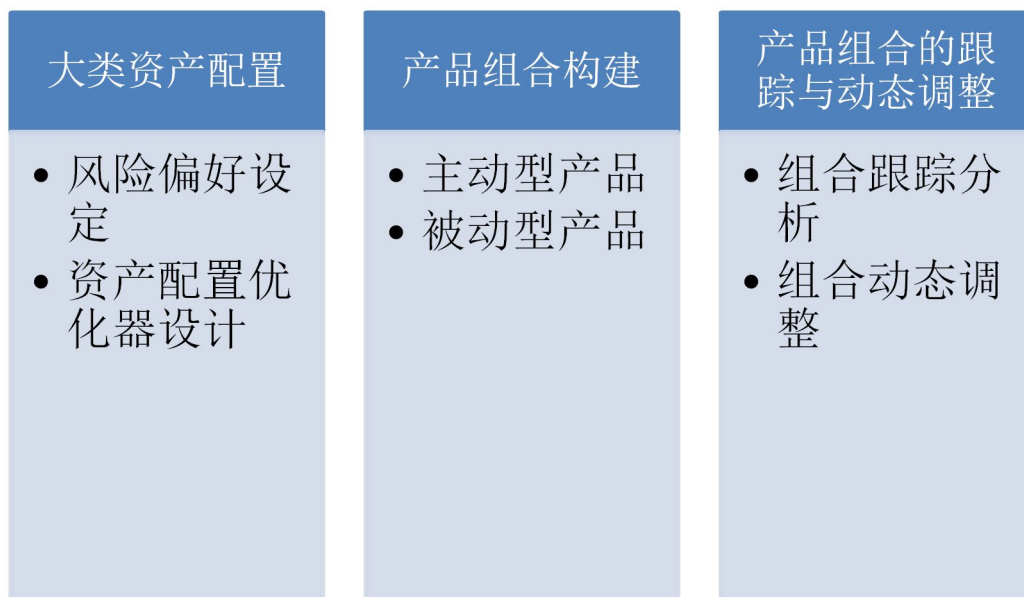 大类资产配置
• 风险偏好设
定
• 资产配置优
化器设计
产品组合构建
• 主动型产品
• 被动型产品
产品组合的跟
踪与动态调整
• 组合跟踪分
析
• 组合动态调
整